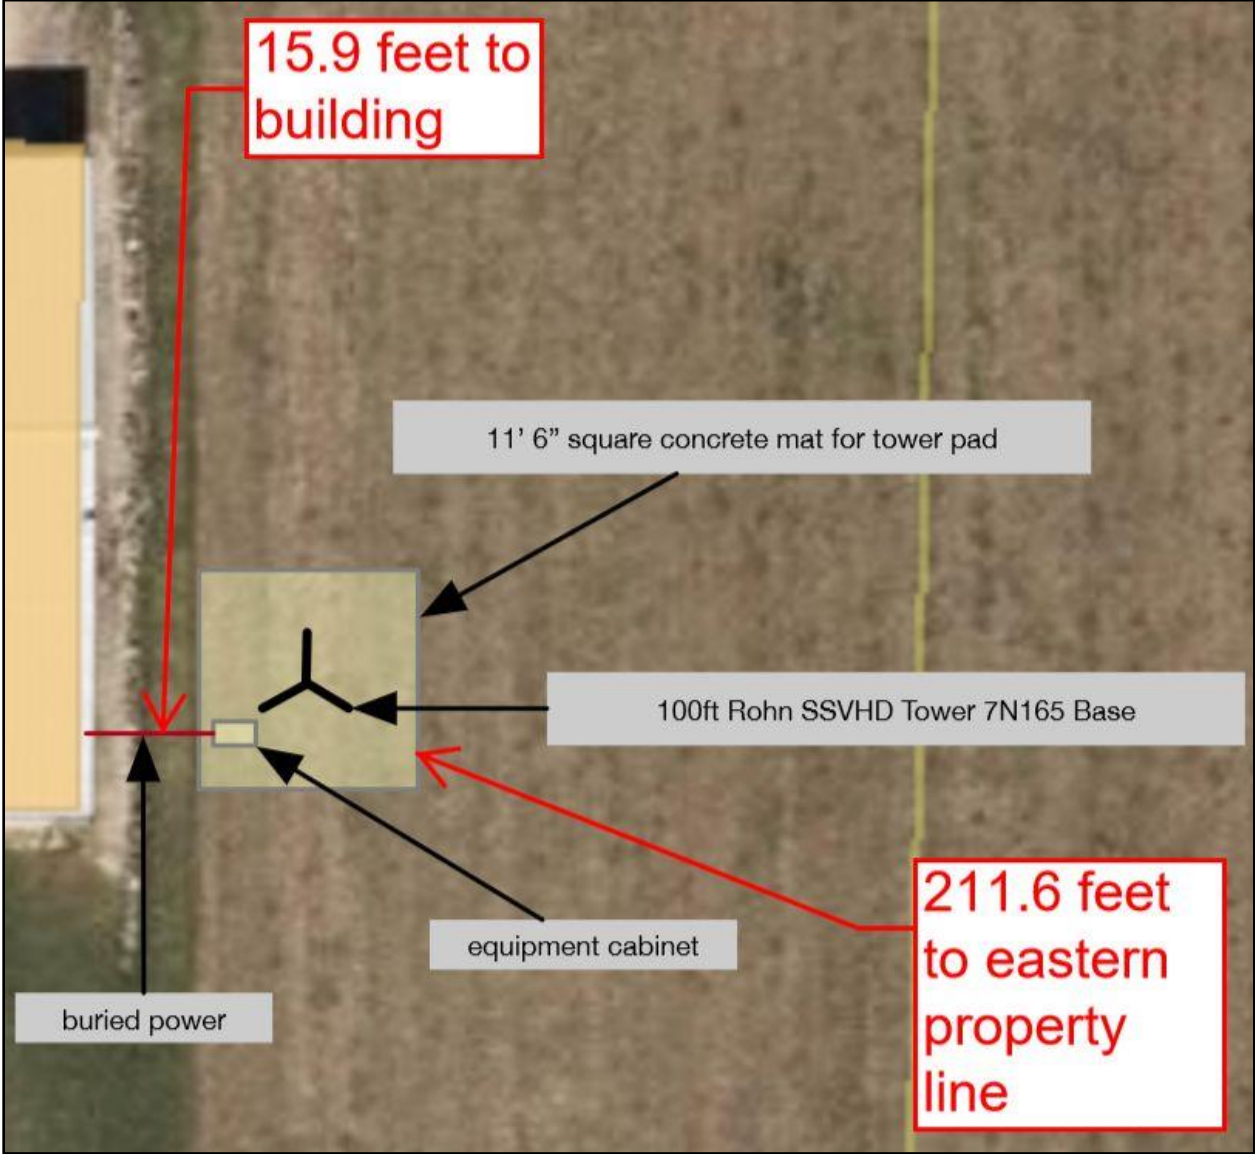 15.9 feet to
building
11’ 6” square concrete mat for tower pad
100ft Rohn SSVHD Tower 7N165 Base
211.6 feet
to eastern
property
line
equipment cabinet
buried power